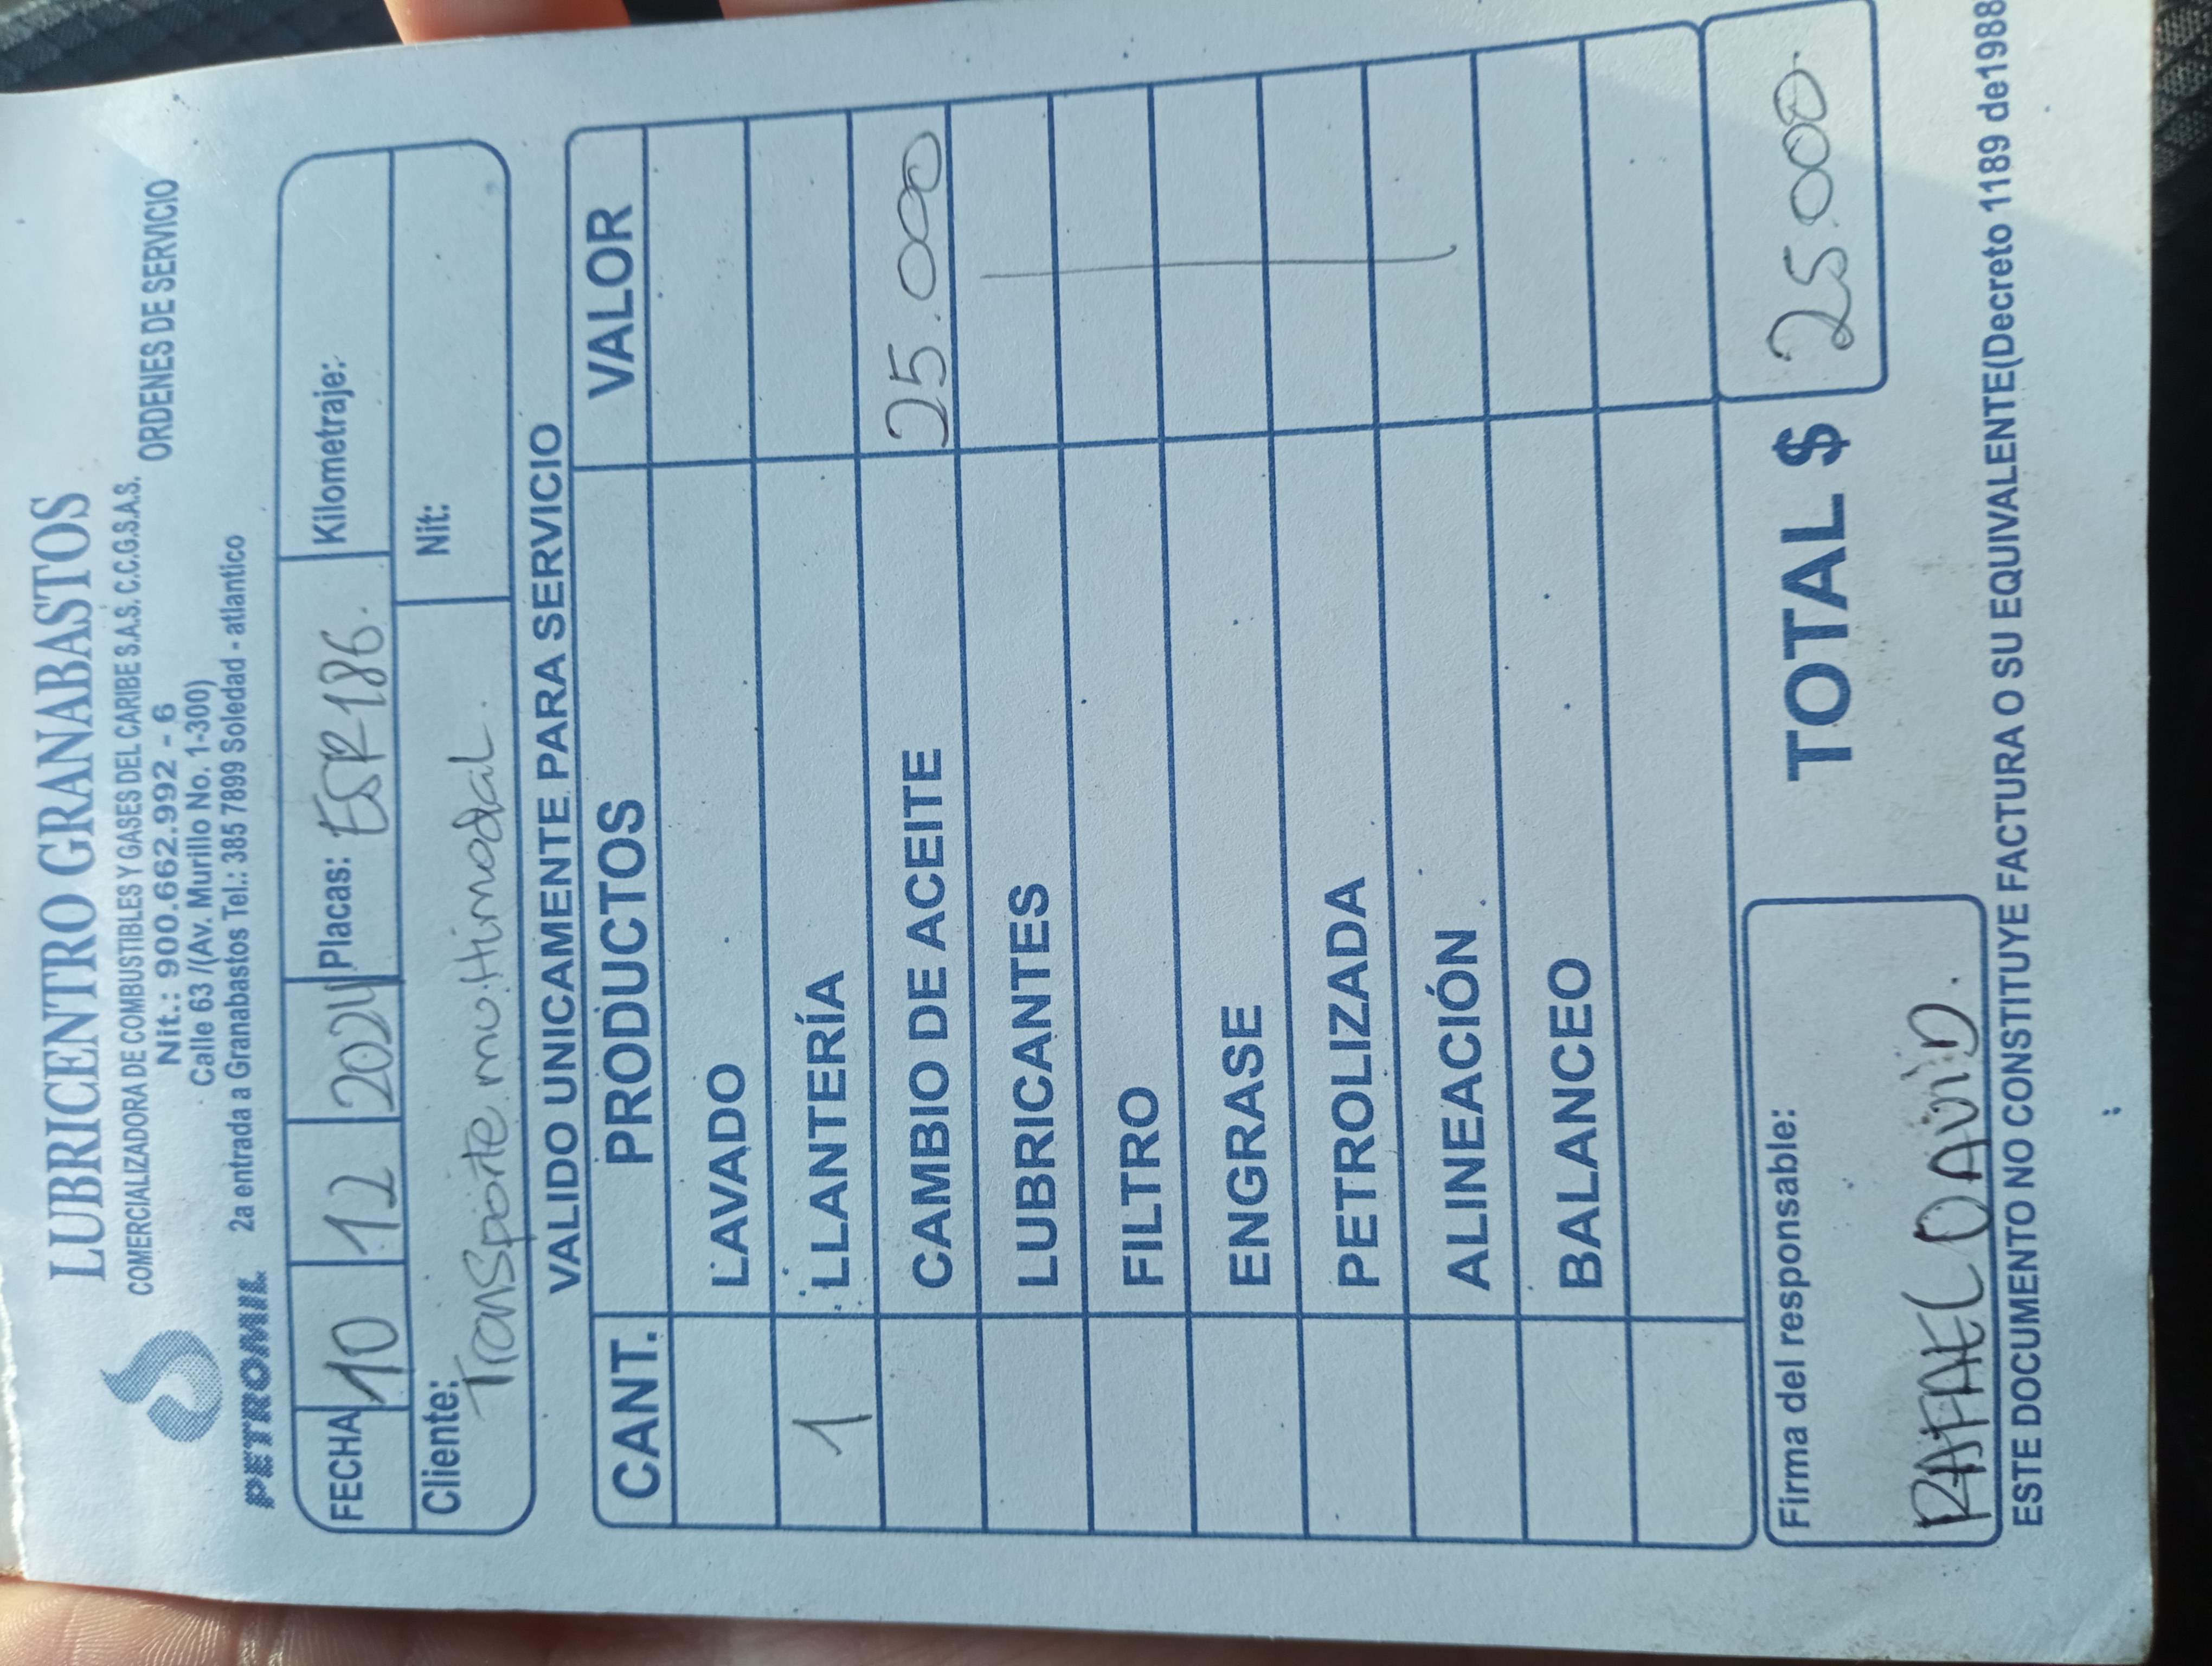 LUBRICENTRO GRANABASTOS
COMERCIALIZADORA DE COMBUSTIBLES Y GASES DEL CARIBE S.A.S. C.C.G.S.A.S.
Nit.: 900.662.992 - 6
ORDENES DE SERVICIO
Calle 63 /(Av. Murillo No. 1-300)
PETROMIL 2a entrada a Granabastos Tel.: 385 7899 Soledad - atlantico
FECHA 10 12 2024 Placas: ESR186. Kilometraje:
Cliente: Transporte multimodal. Nit:
VALIDO UNICAMENTE PARA SERVICIO
CANT. PRODUCTOS VALOR
LAVADO
1 LLANTERÍA
CAMBIO DE ACEITE 25.000
LUBRICANTES
FILTRO
ENGRASE
PETROLIZADA
ALINEACIÓN
BALANCEO
Firma del responsable:
TOTAL $ 25.000.
RAFAEL DAVID.
ESTE DOCUMENTO NO CONSTITUYE FACTURA O SU EQUIVALENTE(Decreto 1189 de1988